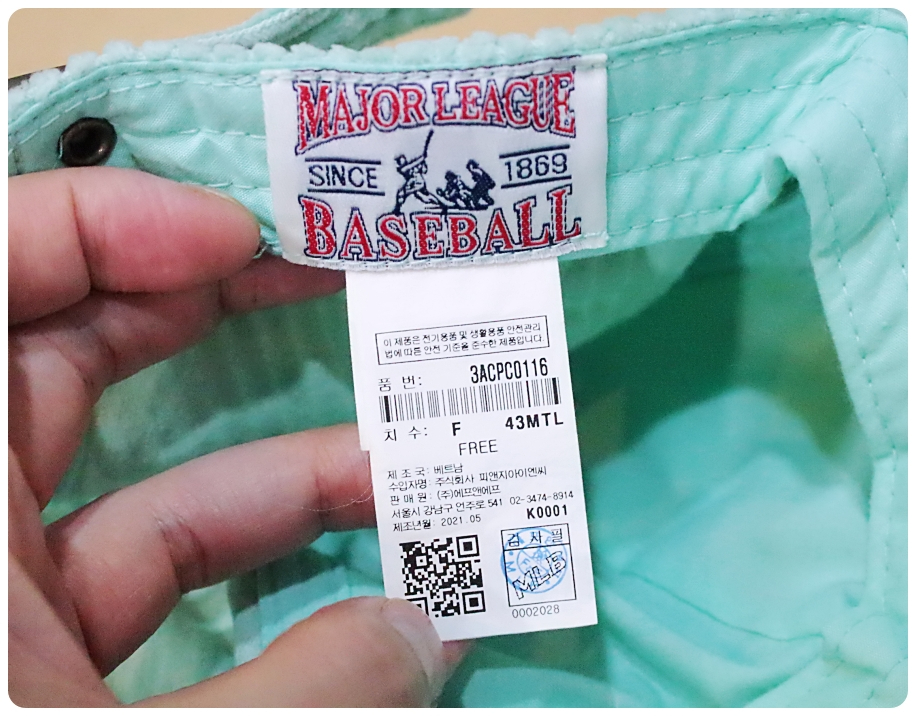 MAJOR LEAGUE
SINCE 1869
BASEBALL
이 제품은 전기용품 및 생활용품 안전관리
법에 따른 안전 기준을 준수한 제품입니다.
품 번: 3ACPC0116
치 수: F 43MTL
FREE
제 조 국: 베트남
수입자명: 주식회사 피앤지아이엔씨
판 매 원: (주)에프앤에프
서울시 강남구 언주로 541 02-3474-8914
제조년월: 2021.05 K0001
검 사 필
MLB
0002028